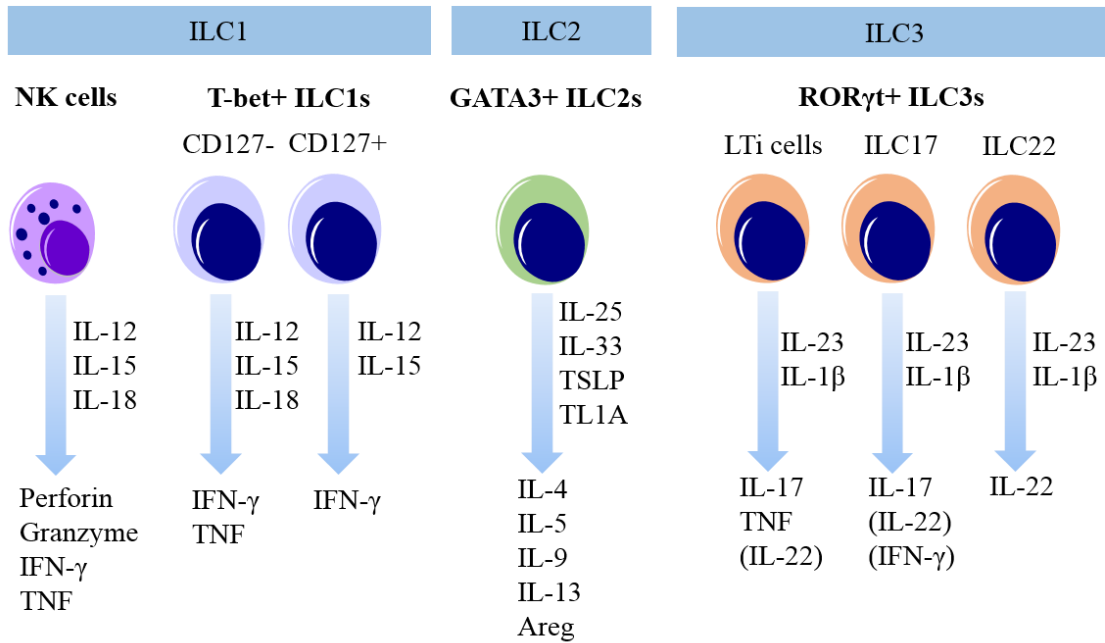 ILC1
ILC2
ILC3
NK cells
T-bet+ ILC1s
GATA3+ ILC2s
RORγt+ ILC3s
CD127-
CD127+
LTi cells
ILC17
ILC22
IL-12
IL-15
IL-18
IL-12
IL-15
IL-18
IL-12
IL-15
IL-25
IL-33
TSLP
TL1A
IL-23
IL-1β
IL-23
IL-1β
IL-23
IL-1β
Perforin
Granzyme
IFN-γ
TNF
IFN-γ
TNF
IFN-γ
IL-4
IL-5
IL-9
IL-13
Areg
IL-17
TNF
(IL-22)
IL-17
(IL-22)
(IFN-γ)
IL-22